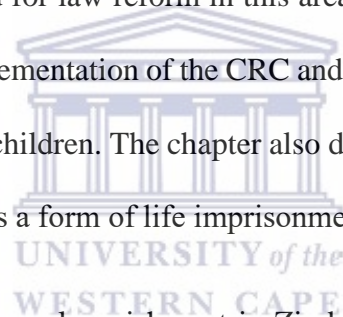 for law reform in this area
ementation of the CRC and
children. The chapter also d
s a form of life imprisonme
UNIVERSITY of the
WESTERN CAPE